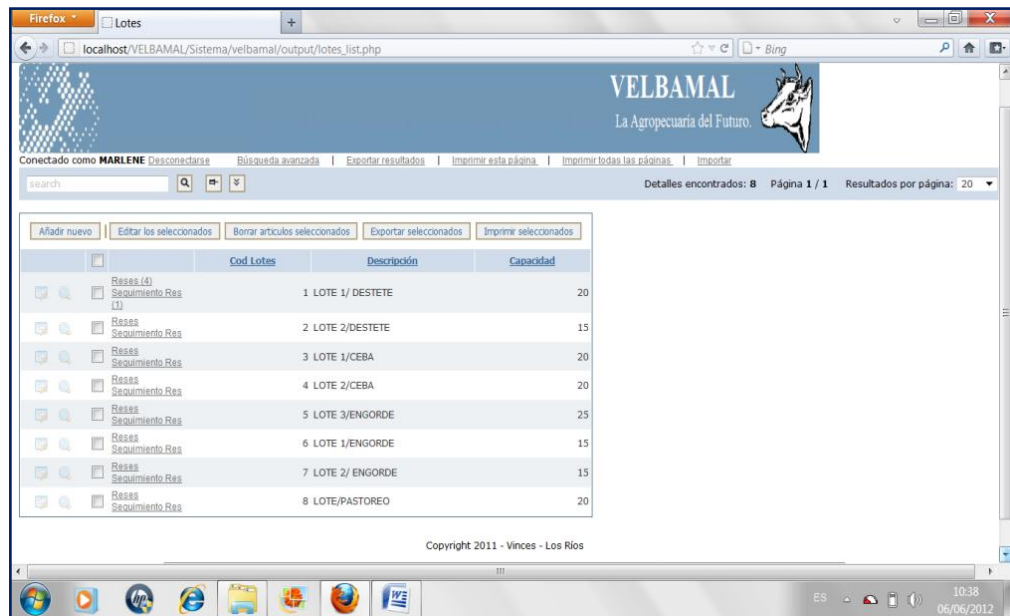 Firefox
Lotes
localhost/VELBAMAL/Sistema/velbamal/output/lotes_list.php
Bing
VELBAMAL
La Agropecuaria del Futuro.
Conectado como MARLENE Desconectarse Búsqueda avanzada | Exportar resultados | Imprimir esta página | Imprimir todas las páginas | Importar
search Detalles encontrados: 8 Página 1 / 1 Resultados por página: 20
Añadir nuevo | Editar los seleccionados Borrar articulos seleccionados Exportar seleccionados Imprimir seleccionados
Cod Lotes Descripción Capacidad
Reses (4)
Seguimiento Res
(1)
1 LOTE 1/ DESTETE 20
Reses
Seguimiento Res
2 LOTE 2/DESTETE 15
Reses
Seguimiento Res
3 LOTE 1/CEBA 20
Reses
Seguimiento Res
4 LOTE 2/CEBA 20
Reses
Seguimiento Res
5 LOTE 3/ENGORDE 25
Reses
Seguimiento Res
6 LOTE 1/ENGORDE 15
Reses
Seguimiento Res
7 LOTE 2/ ENGORDE 15
Reses
Seguimiento Res
8 LOTE/PASTOREO 20
Copyright 2011 - Vinces - Los Ríos
ES
10:38
06/06/2012